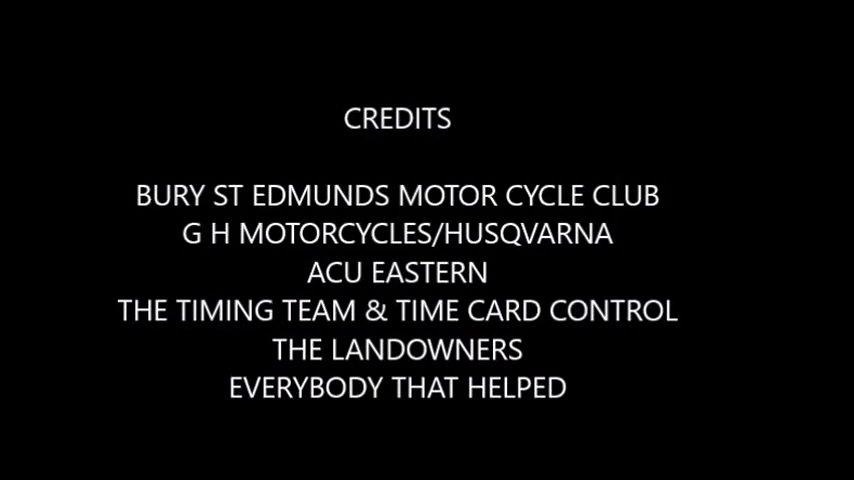 CREDITS
BURY ST EDMUNDS MOTOR CYCLE CLUB
G H MOTORCYCLES/HUSQVARNA
ACU EASTERN
THE TIMING TEAM & TIME CARD CONTROL
THE LANDOWNERS
EVERYBODY THAT HELPED